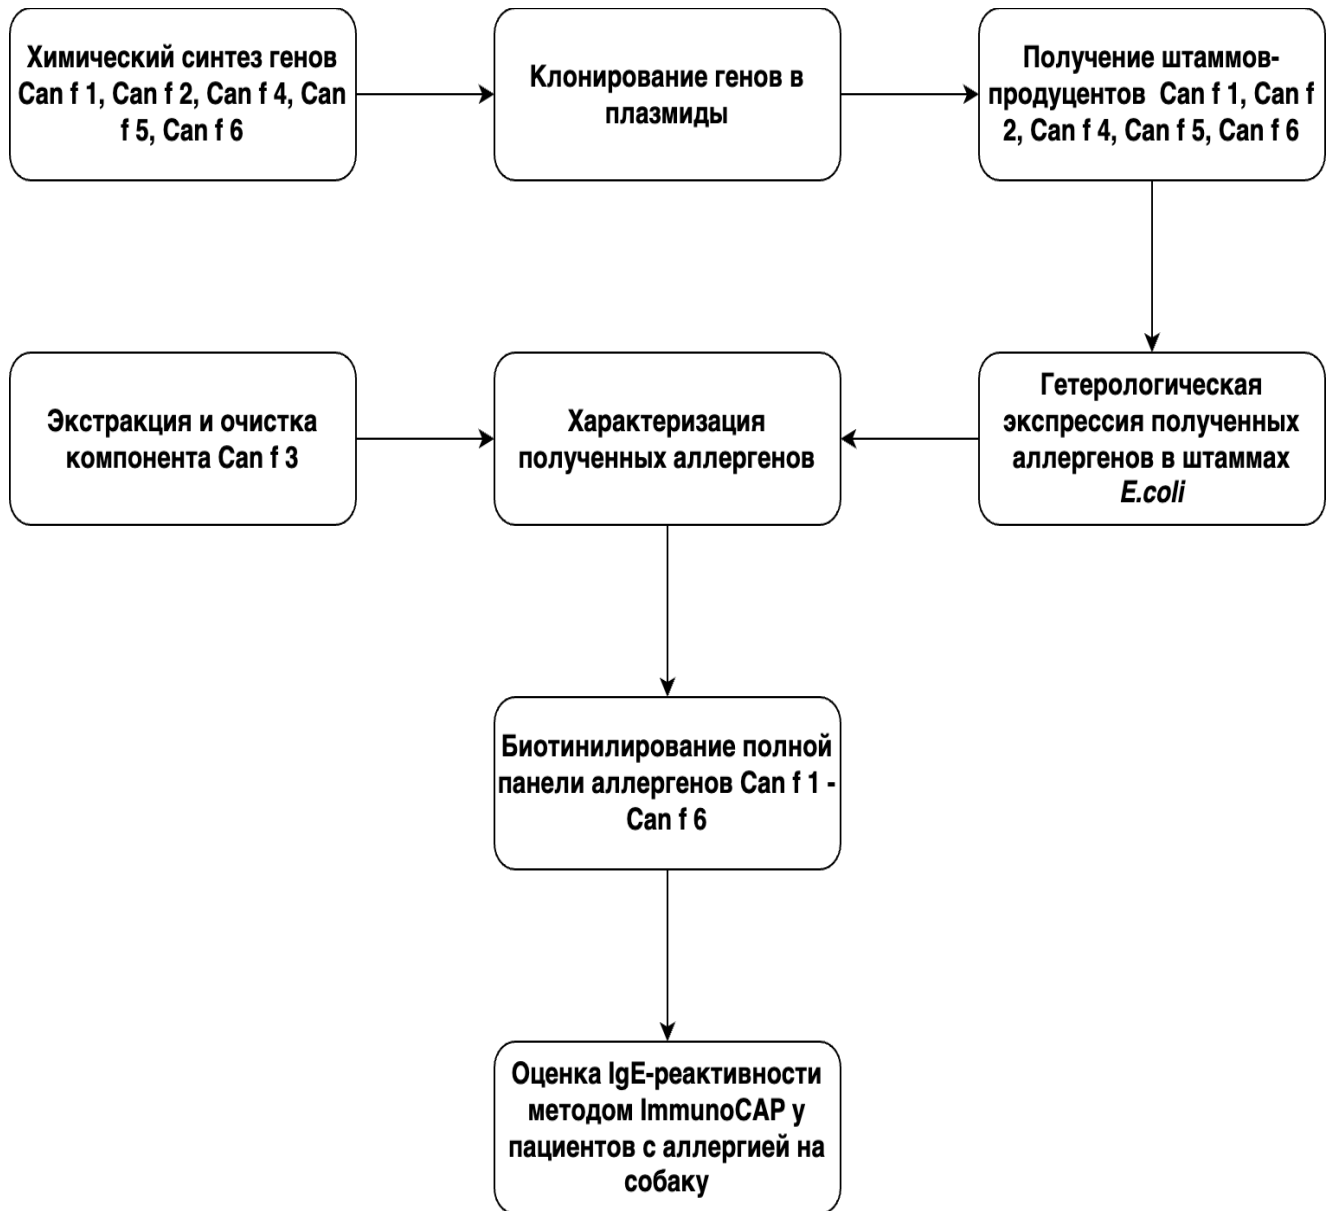 Химический синтез генов
Can f 1, Can f 2, Can f 4, Can
f 5, Can f 6
Клонирование генов в
плазмиды
Получение штаммов-
продуцентов Can f 1, Can f
2, Can f 4, Can f 5, Can f 6
Экстракция и очистка
компонента Can f 3
Характеризация
полученных аллергенов
Гетерологическая
экспрессия полученных
аллергенов в штаммах
E.coli
Биотинилирование полной
панели аллергенов Can f 1 -
Can f 6
Оценка IgE-реактивности
методом ImmunoCAP у
пациентов с аллергией на
собаку